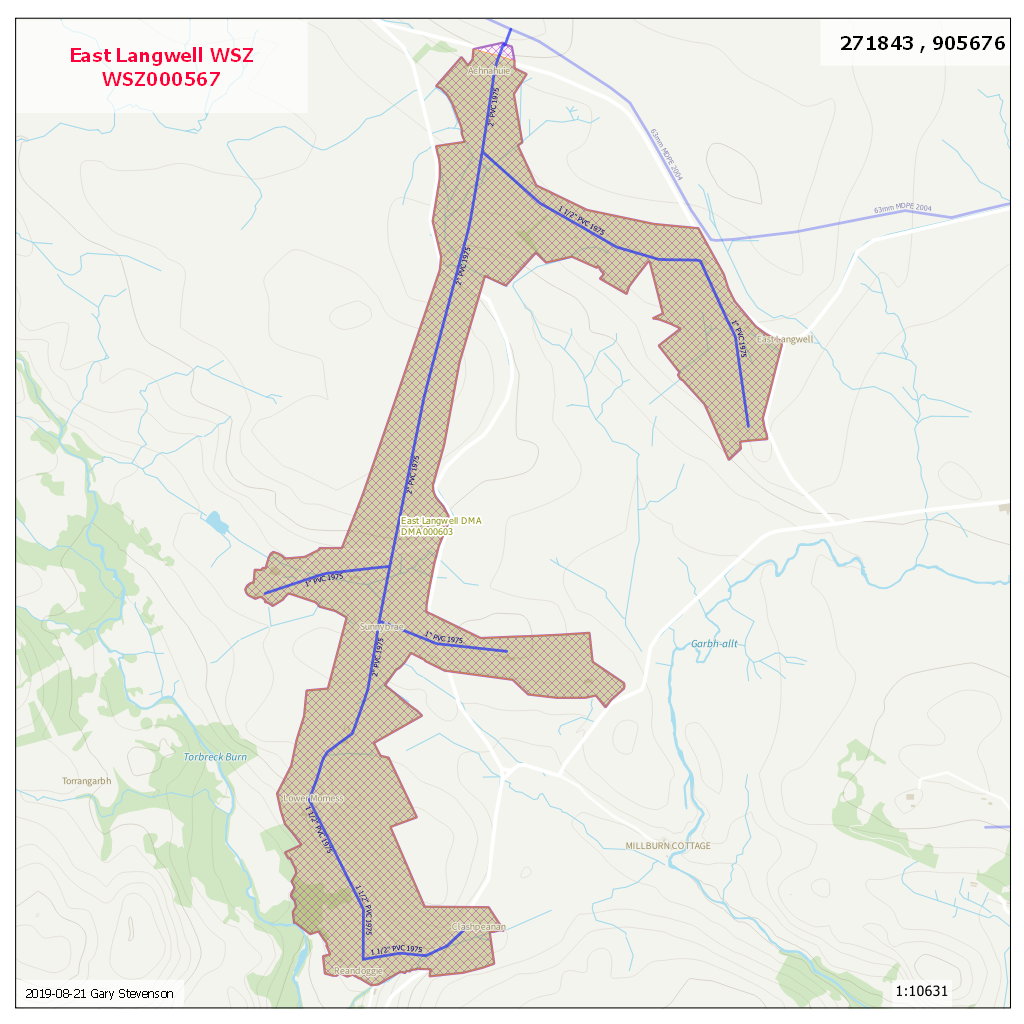 East Langwell WSZ
WSZ000567
271843 , 905676
Achnahuie
2" PVC 1975
63mm MDPE 2004
63mm MDPE 2004
1 1/2" PVC 1975
2" PVC 1975
1" PVC 1975
East Langwell
2" PVC 1975
East Langwell DMA
DMA000603
1" PVC 1975
Sunnybrae
1" PVC 1975
2" PVC 1975
Garbh-allt
Torbreck Burn
Torrangarbh
Lower Morness
1 1/2" PVC 1975
MILLBURN COTTAGE
1 1/2" PVC 1975
Clashpeanan
1 1/2" PVC 1975
Reandoggie
2019-08-21 Gary Stevenson
1:10631